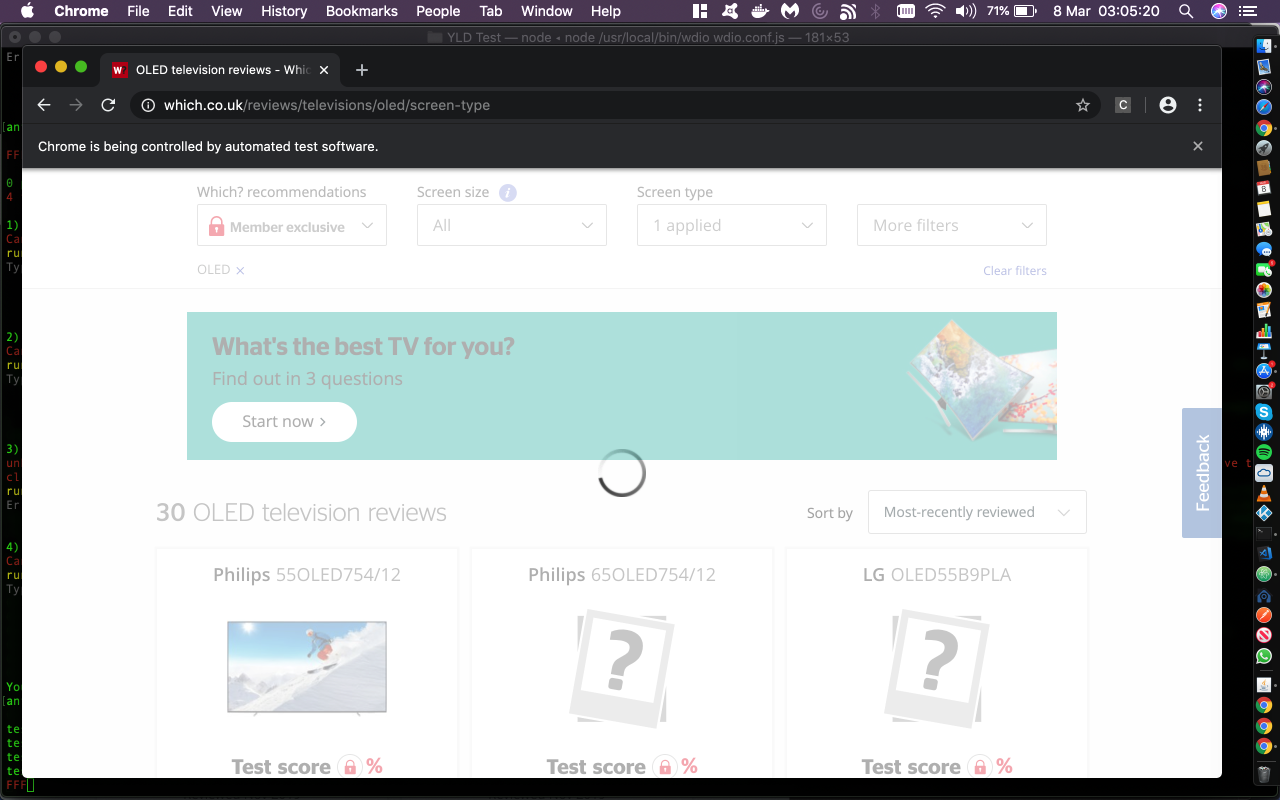 Chrome File Edit View History Bookmarks People Tab Window Help 71% 8 Mar 03:05:20
YLD Test — node • node /usr/local/bin/wdio wdio.conf.js — 181×53
OLED television reviews - Whic
which.co.uk/reviews/televisions/oled/screen-type
C
Chrome is being controlled by automated test software.
Which? recommendations Screen size i Screen type
Member exclusive All 1 applied More filters
OLED × Clear filters
What's the best TV for you?
Find out in 3 questions
Start now >
Feedback
30 OLED television reviews Sort by Most-recently reviewed
Philips 55OLED754/12 Philips 65OLED754/12 LG OLED55B9PLA
? ?
Test score % Test score % Test score %
Er
[an
FF
0
4
1)
Ca
run
Ty
2)
Ca
run
Ty
3)
un
cl
run
Er
ve t
4)
Ca
run
Ty
You
[an
te
te
te
te
FFF